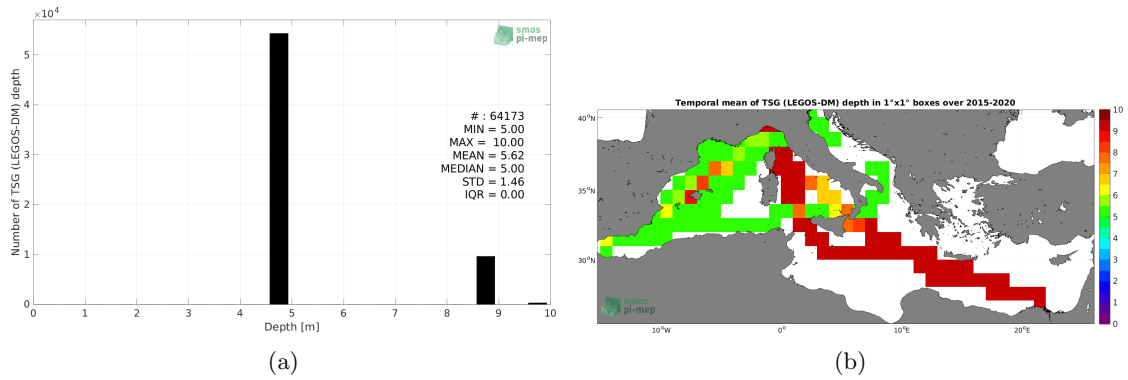 ×10⁴
5
4
3
2
1
0
Number of TSG (LEGOS-DM) depth
smos
pi-mep
# : 64173
MIN = 5.00
MAX = 10.00
MEAN = 5.62
MEDIAN = 5.00
STD = 1.46
IQR = 0.00
0 1 2 3 4 5 6 7 8 9 10
Depth [m]
(a)
Temporal mean of TSG (LEGOS-DM) depth in 1°x1° boxes over 2015-2020
40°N
35°N
30°N
smos
pi-mep
10°W 0° 10°E 20°E
10
9
8
7
6
5
4
3
2
1
0
(b)